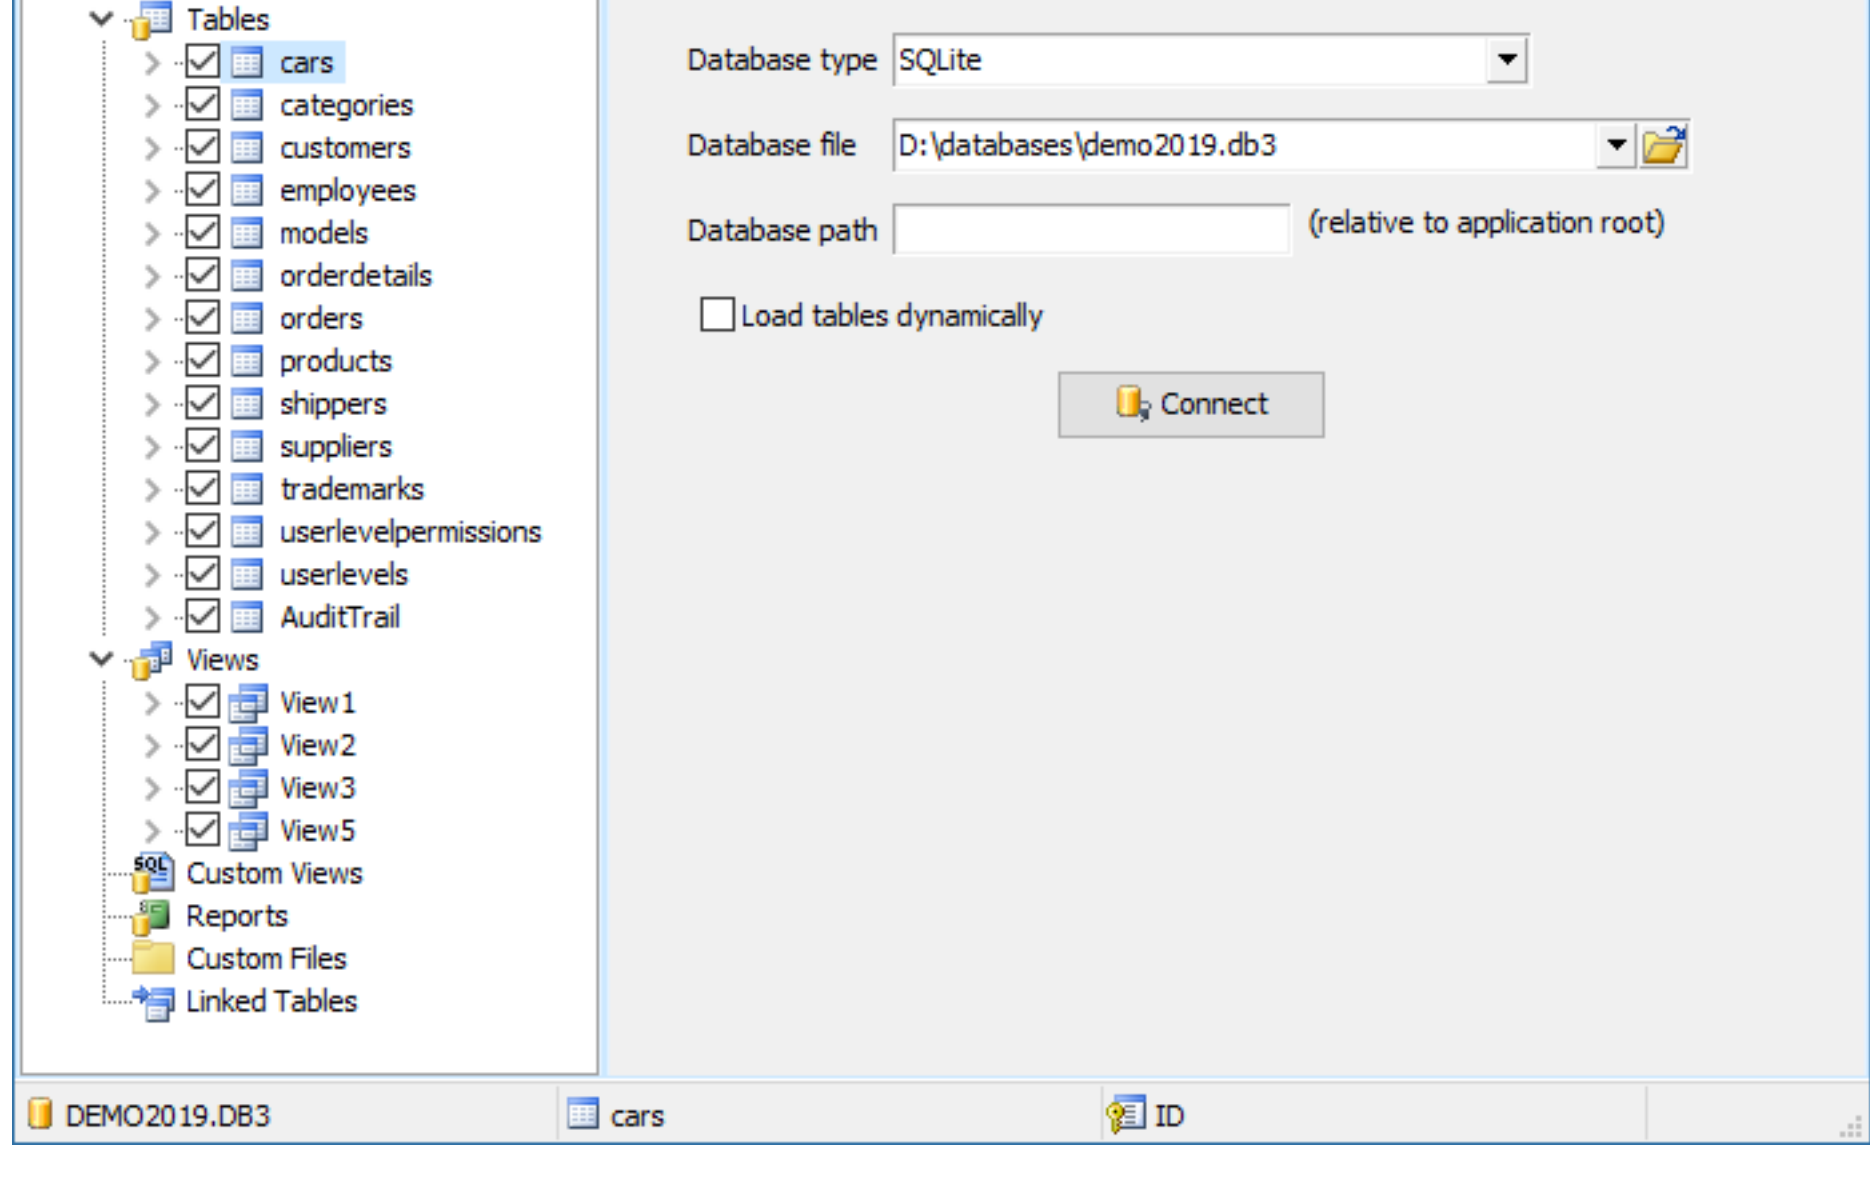 Tables
cars
categories
customers
employees
models
orderdetails
orders
products
shippers
suppliers
trademarks
userlevelpermissions
userlevels
AuditTrail
Views
View1
View2
View3
View5
SQL
Custom Views
Reports
Custom Files
Linked Tables
Database type SQLite
Database file D:\databases\demo2019.db3
Database path (relative to application root)
Load tables dynamically
Connect
DEMO2019.DB3 cars ID